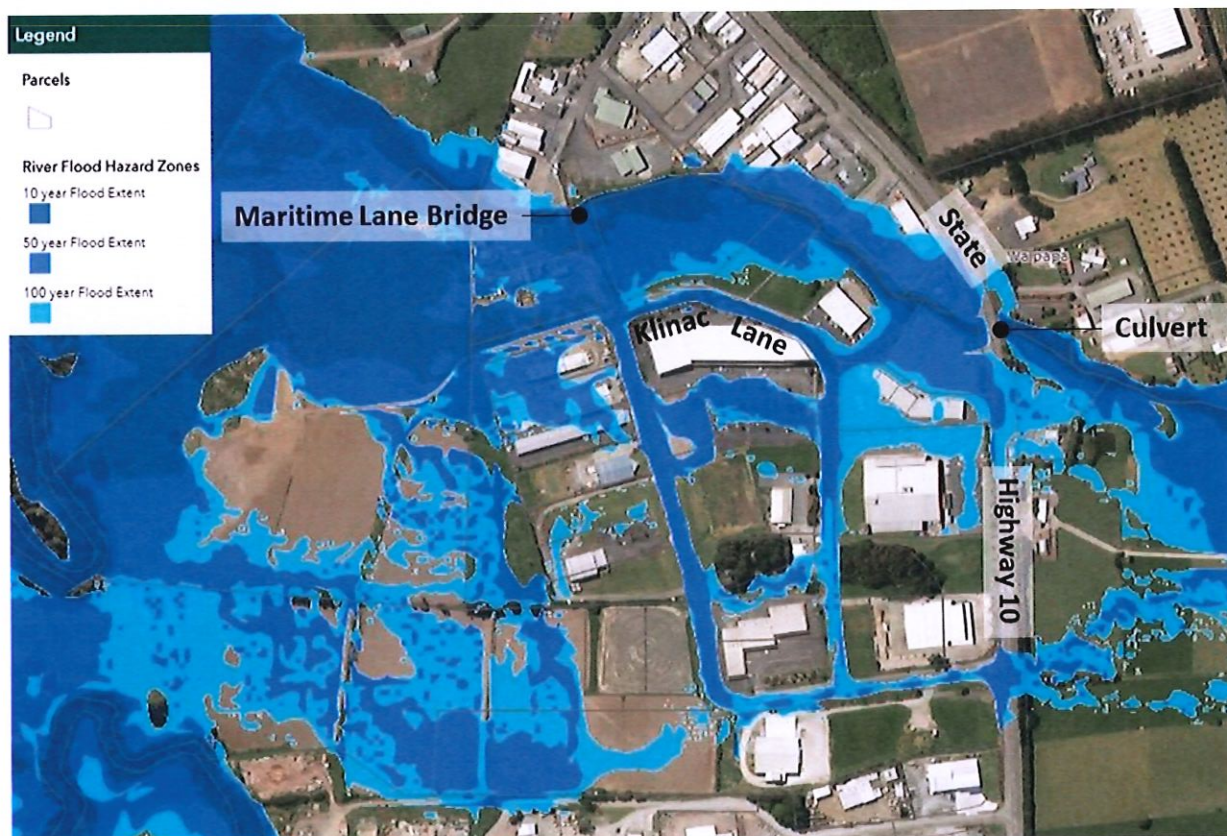 Legend
Parcels
River Flood Hazard Zones
10 year Flood Extent
50 year Flood Extent
100 year Flood Extent
Maritime Lane Bridge
State
Waipapa
Klinac Lane
Culvert
Highway 10